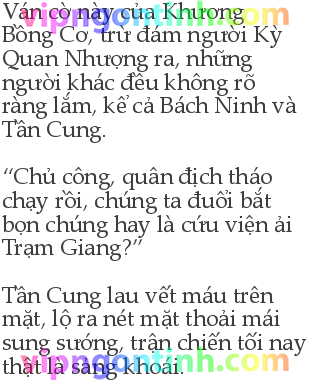 vipngontinh.com
Ván cờ này của Khương
Bồng Cơ, trừ đám người Kỳ
Quan Nhượng ra, những
người khác đều không rõ
ràng lắm, kể cả Bách Ninh và
Tần Cung.
“Chủ công, quân địch tháo
chạy rồi, chúng ta đuổi bắt
bọn chúng hay là cứu viện ải
Trạm Giang?”
Tần Cung lau vết máu trên
mặt, lộ ra nét mặt thoải mái
sung sướng, trận chiến tối nay
thật là sảng khoái.
vipngontinh.com